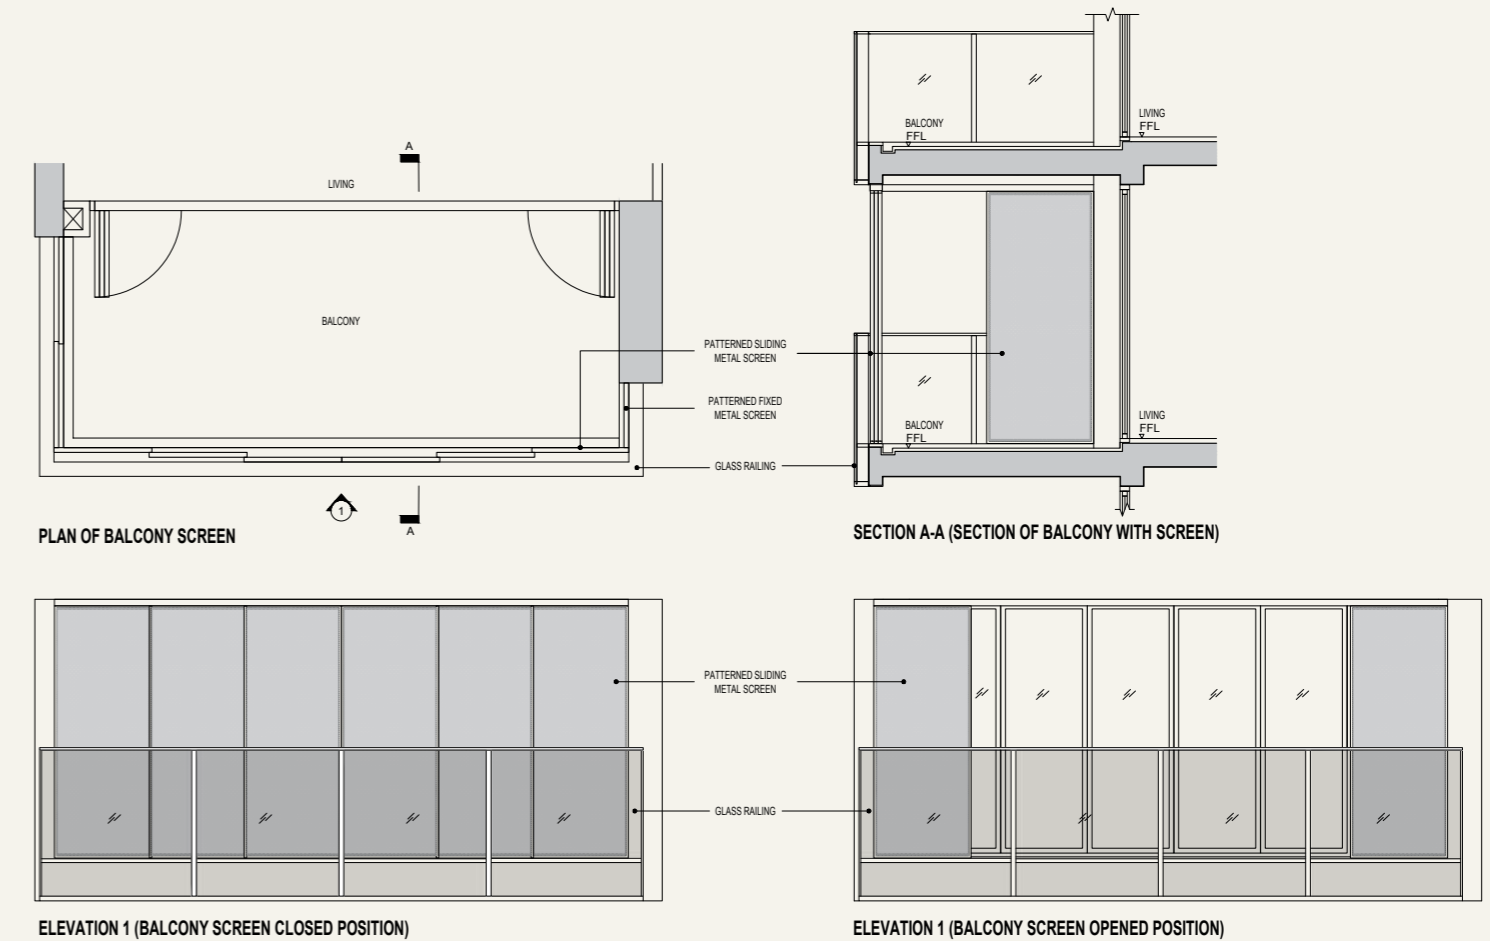 A
LIVING
BALCONY
PATTERNED SLIDING
METAL SCREEN
PATTERNED FIXED
METAL SCREEN
GLASS RAILING
1
A
PLAN OF BALCONY SCREEN
BALCONY
FFL
LIVING
FFL
BALCONY
FFL
LIVING
FFL
SECTION A-A (SECTION OF BALCONY WITH SCREEN)
PATTERNED SLIDING
METAL SCREEN
GLASS RAILING
ELEVATION 1 (BALCONY SCREEN CLOSED POSITION)
ELEVATION 1 (BALCONY SCREEN OPENED POSITION)